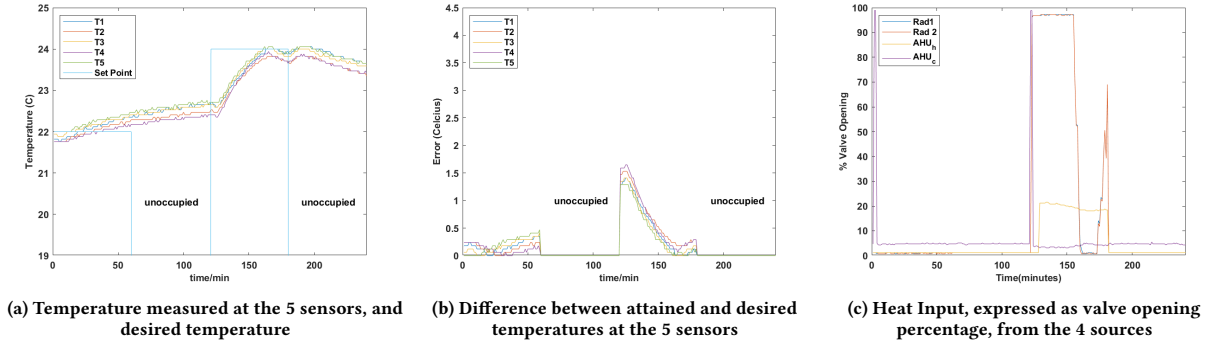 T1
T2
T3
T4
T5
Set Point
25
24
23
22
21
20
19
Temperature (C)
unoccupied
unoccupied
0
50
100
150
200
time/min
(a) Temperature measured at the 5 sensors, and
desired temperature
T1
T2
T3
T4
T5
4.5
4
3.5
3
2.5
2
1.5
1
0.5
0
Error (Celcius)
unoccupied
unoccupied
0
50
100
150
200
time/min
(b) Difference between attained and desired
temperatures at the 5 sensors
Rad1
Rad 2
AHUh
AHUc
100
90
80
70
60
50
40
30
20
10
0
% Valve Opening
0
50
100
150
200
Time(minutes)
(c) Heat Input, expressed as valve opening
percentage, from the 4 sources